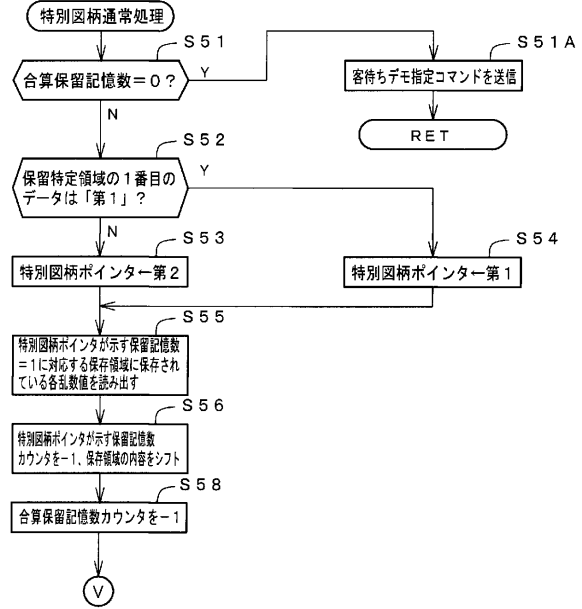 特別図柄通常処理
S51
合算保留記憶数=0?
Y
S51A
客待ちデモ指定コマンドを送信
RET
N
S52
保留特定領域の1番目の
データは「第1」?
Y
N
S53
特別図柄ポインタ←第2
S54
特別図柄ポインタ←第1
S55
特別図柄ポインタが示す保留記憶数
=1に対応する保存領域に保存され
ている各乱数値を読み出す
S56
特別図柄ポインタが示す保留記憶数
カウンタを-1、保存領域の内容をシフト
S58
合算保留記憶数カウンタを-1
V